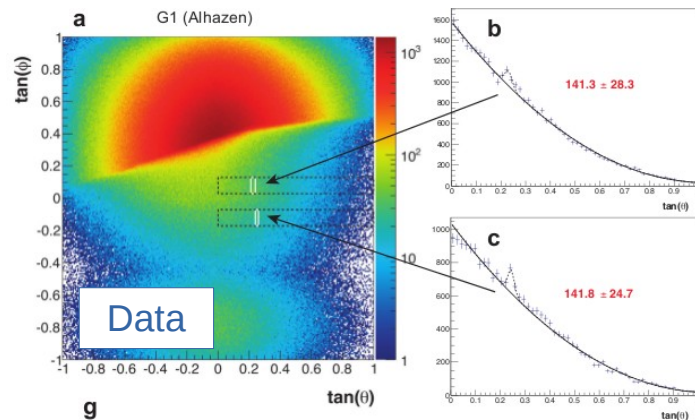 a G1 (Alhazen)
tan(ϕ)
1
0.8
0.6
0.4
0.2
0
-0.2
-0.4
-0.6
-0.8
-1
-1 -0.8 -0.6 -0.4 -0.2 0 0.2 0.4 0.6 0.8 1
tan(θ)
Data
10³
10²
10
1
b
1600
1400
1200
1000
800
600
400
200
0
141.3 ± 28.3
0 0.1 0.2 0.3 0.4 0.5 0.6 0.7 0.8 0.9
tan(θ)
c
1000
800
600
400
200
0
141.8 ± 24.7
0 0.1 0.2 0.3 0.4 0.5 0.6 0.7 0.8 0.9
tan(θ)
g